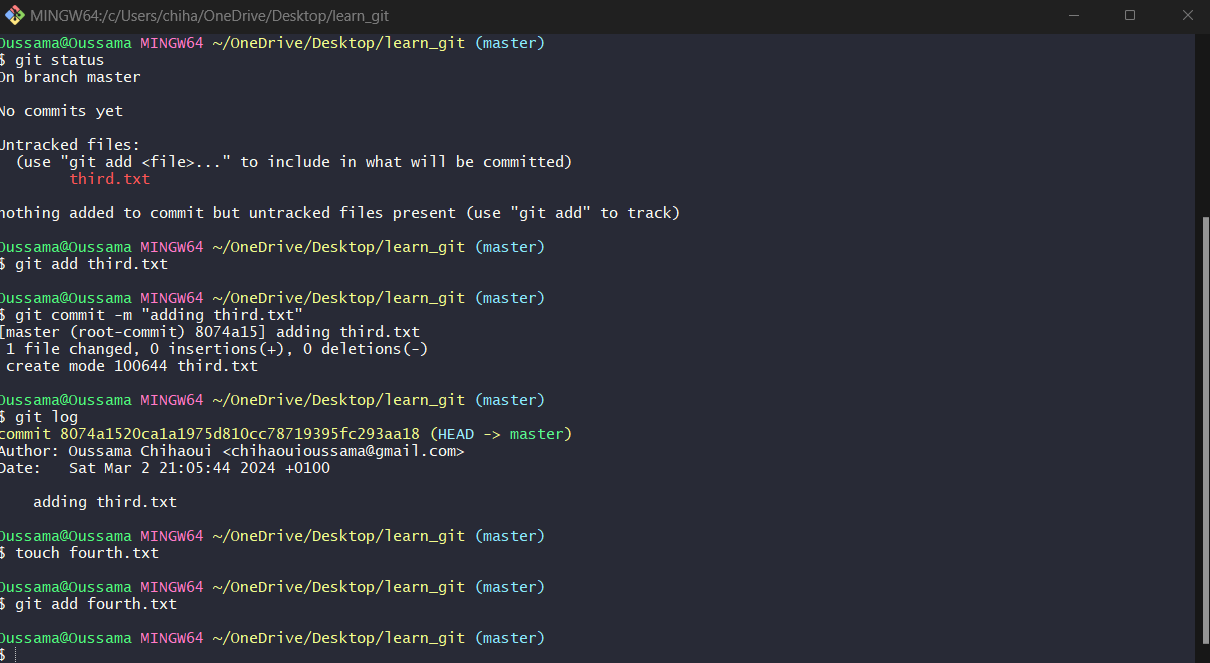 MINGW64:/c/Users/chiha/OneDrive/Desktop/learn_git
Oussama@Oussama MINGW64 ~/OneDrive/Desktop/learn_git (master)
$ git status
On branch master
No commits yet
Untracked files:
(use "git add <file>..." to include in what will be committed)
third.txt
nothing added to commit but untracked files present (use "git add" to track)
Oussama@Oussama MINGW64 ~/OneDrive/Desktop/learn_git (master)
$ git add third.txt
Oussama@Oussama MINGW64 ~/OneDrive/Desktop/learn_git (master)
$ git commit -m "adding third.txt"
[master (root-commit) 8074a15] adding third.txt
1 file changed, 0 insertions(+), 0 deletions(-)
create mode 100644 third.txt
Oussama@Oussama MINGW64 ~/OneDrive/Desktop/learn_git (master)
$ git log
commit 8074a1520ca1a1975d810cc78719395fc293aa18 (HEAD -> master)
Author: Oussama Chihaoui <chihaouioussama@gmail.com>
Date:   Sat Mar 2 21:05:44 2024 +0100
adding third.txt
Oussama@Oussama MINGW64 ~/OneDrive/Desktop/learn_git (master)
$ touch fourth.txt
Oussama@Oussama MINGW64 ~/OneDrive/Desktop/learn_git (master)
$ git add fourth.txt
Oussama@Oussama MINGW64 ~/OneDrive/Desktop/learn_git (master)
$